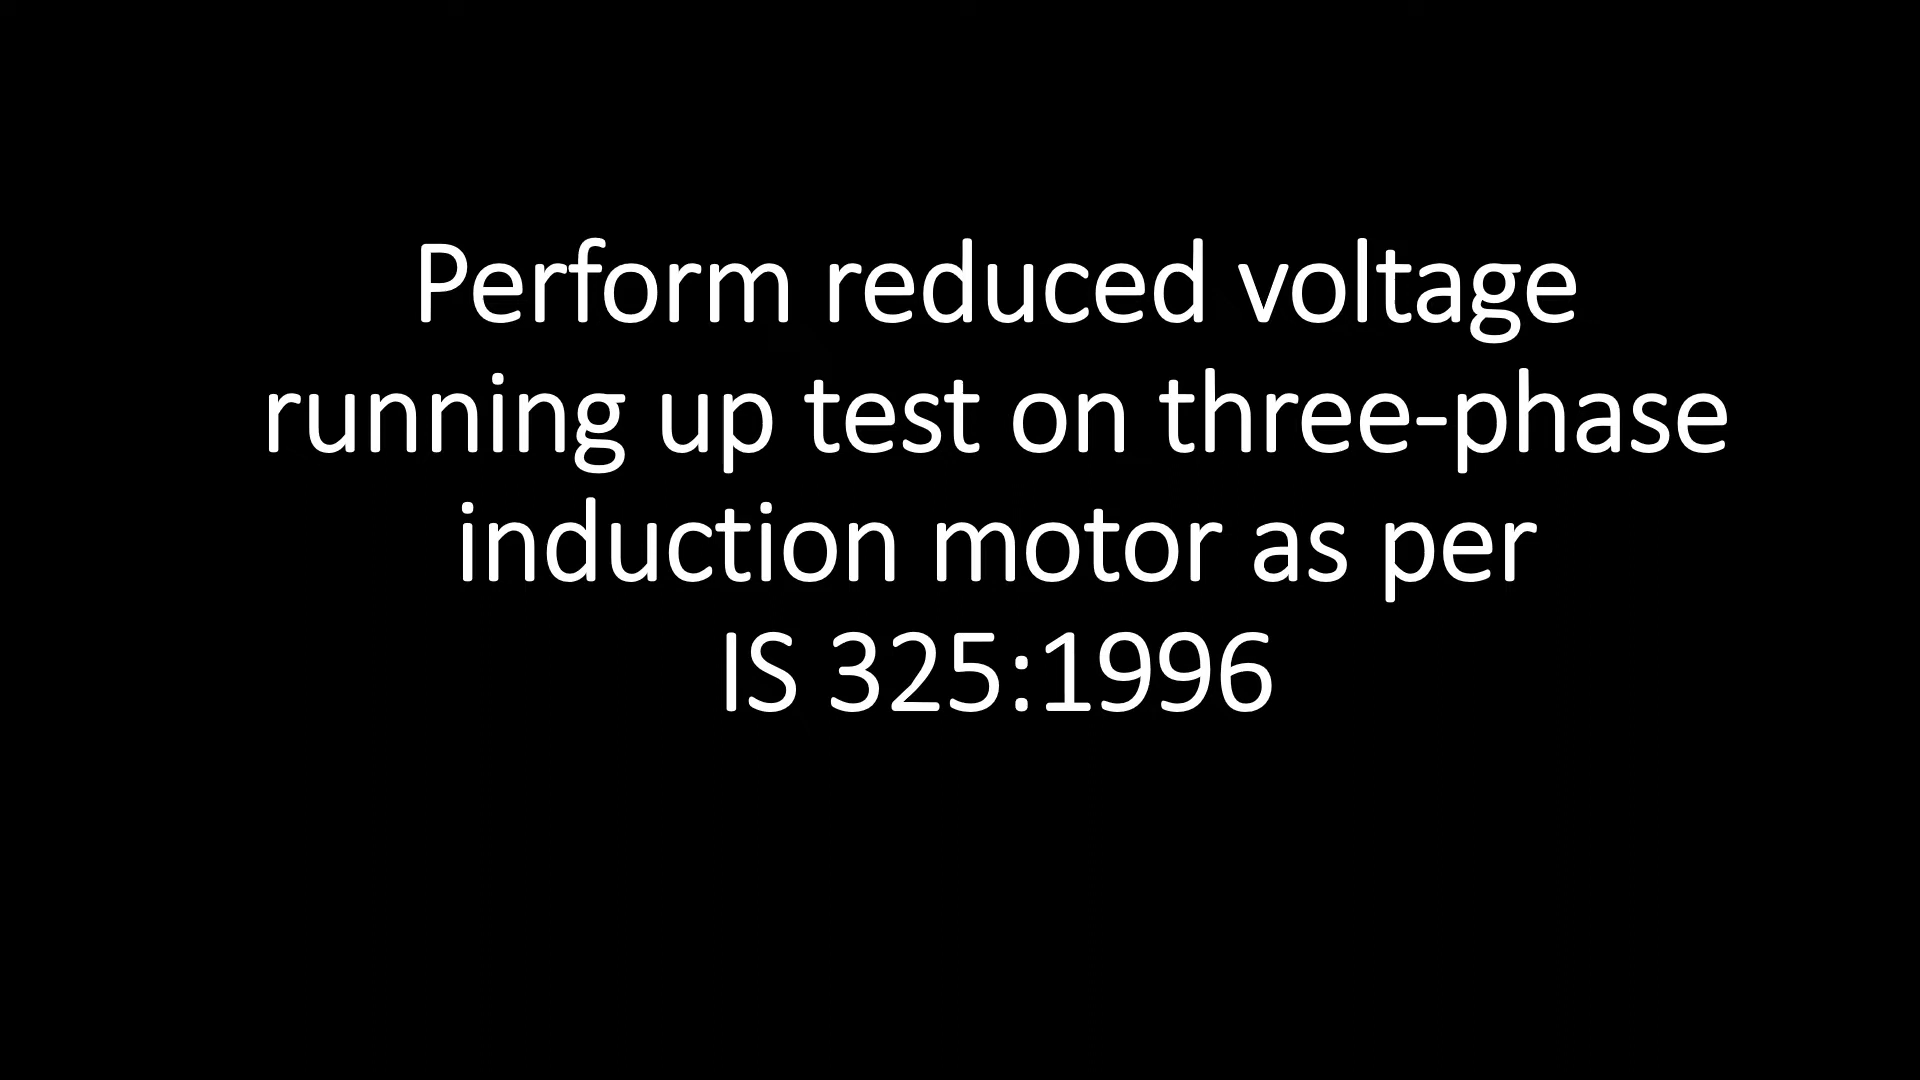 Perform reduced voltage
running up test on three-phase
induction motor as per
IS 325:1996